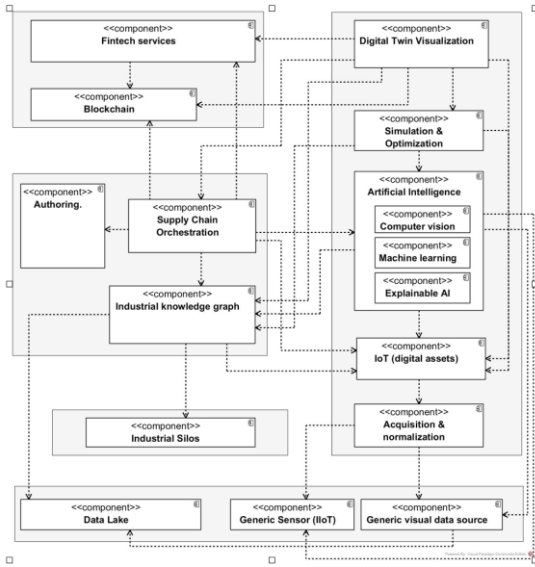 <<component>>
Fintech services
<<component>>
Digital Twin Visualization
<<component>>
Blockchain
<<component>>
Simulation &
Optimization
<<component>>
Authoring.
<<component>>
Supply Chain
Orchestration
<<component>>
Artificial Intelligence
<<component>>
Computer vision
<<component>>
Machine learning
<<component>>
Explainable AI
<<component>>
Industrial knowledge graph
<<component>>
IoT (digital assets)
<<component>>
Industrial Silos
<<component>>
Acquisition &
normalization
<<component>>
Data Lake
<<component>>
Generic Sensor (IIoT)
<<component>>
Generic visual data source